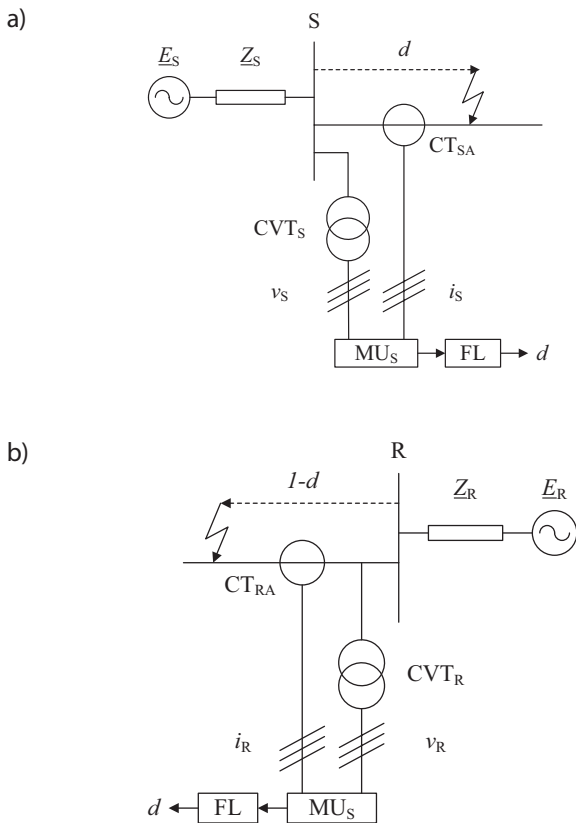 a)
S
E_S Z_S d
CT_SA
CVT_S
v_S i_S
MU_S FL d
b)
R
1-d Z_R E_R
CT_RA
CVT_R
i_R v_R
d FL MU_S